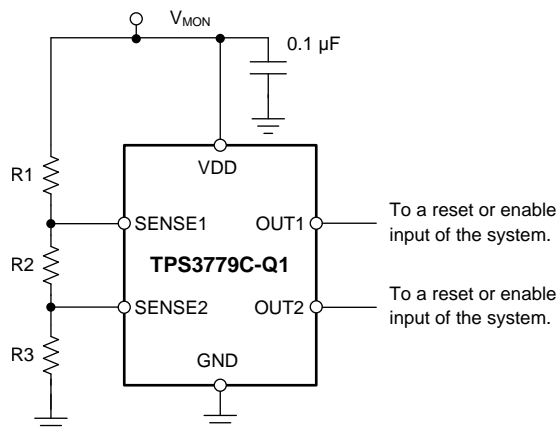 VMON
0.1 µF
R1
VDD
SENSE1
OUT1
To a reset or enable
input of the system.
R2
TPS3779C-Q1
SENSE2
OUT2
To a reset or enable
input of the system.
R3
GND